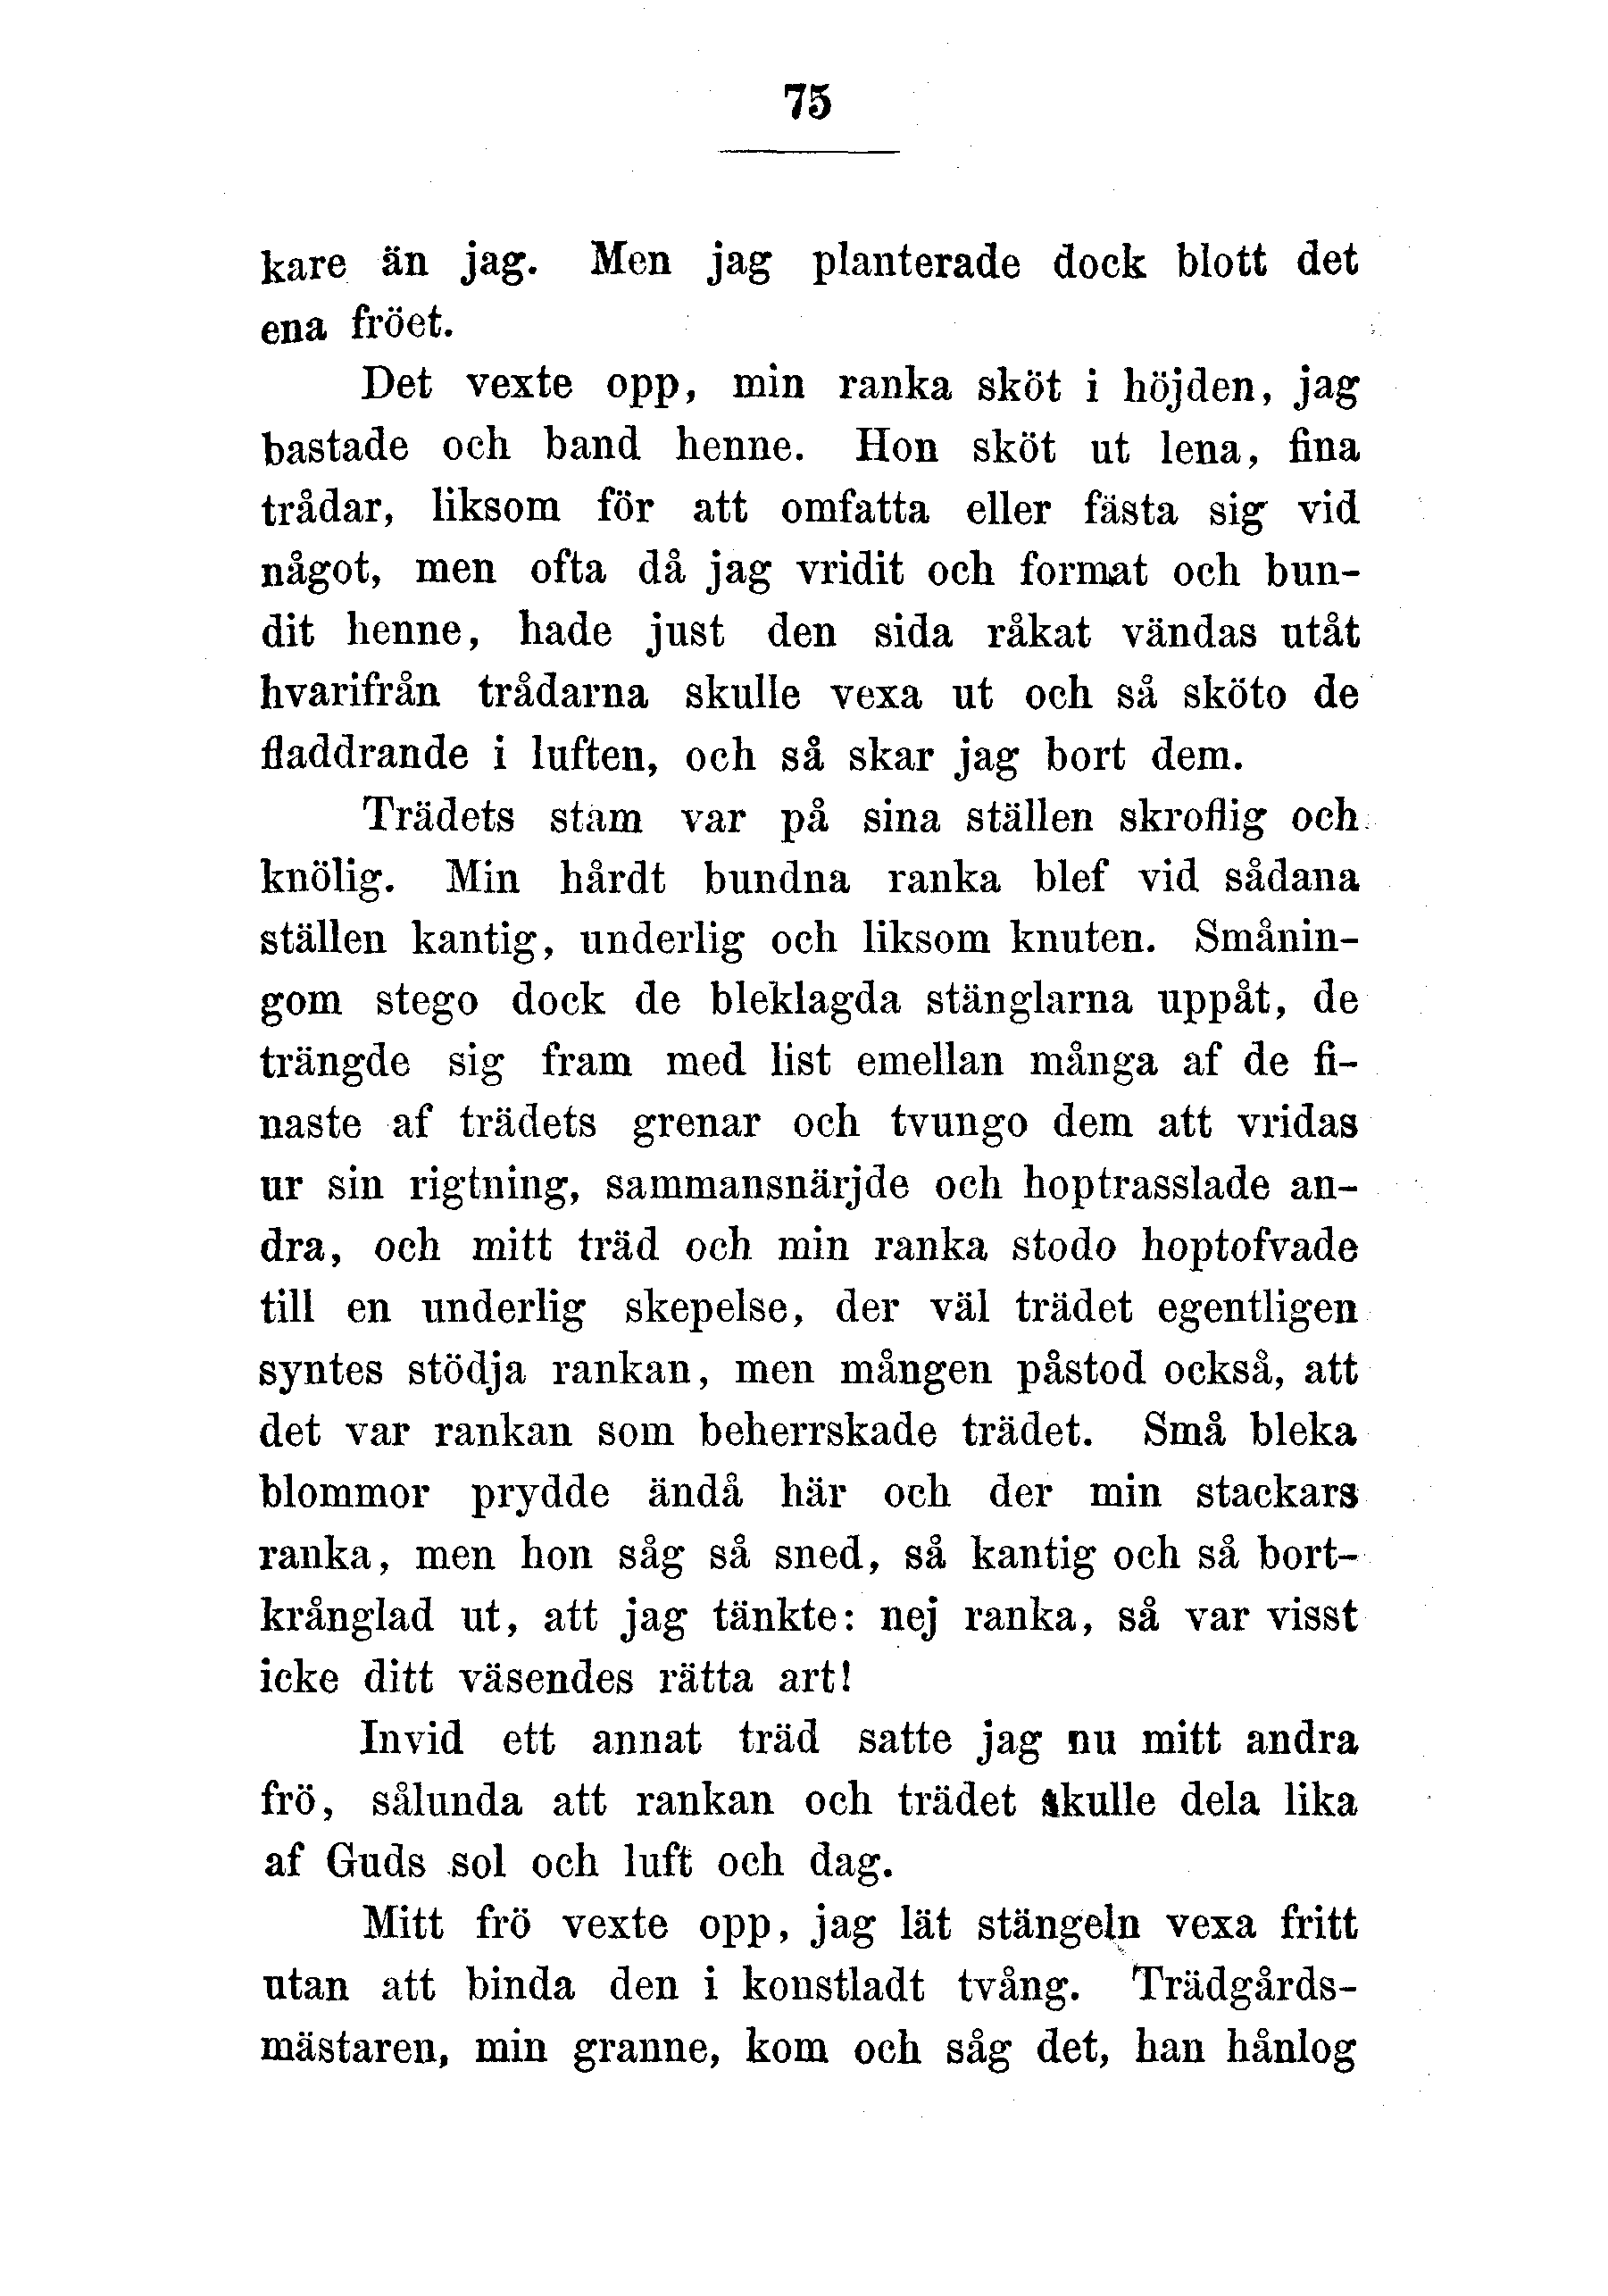 75
kare än jag. Men jag planterade dock blott det
ena fröet.
Det vexte opp, min ranka sköt i höjden, jag
bastade och band henne. Hon sköt ut lena, fina
trådar, liksom för att omfatta eller fästa sig vid
något, men ofta då jag vridit och format och bun-
dit henne, hade just den sida råkat vändas utåt
hvarifrån trådarna skulle vexa ut och så sköto de
fladdrande i luften, och så skar jag bort dem.
Trädets stam var på sina ställen skroflig och
knölig. Min hårdt bundna ranka blef vid sådana
ställen kantig, underlig och liksom knuten. Smånin-
gom stego dock de bleklagda stänglarna uppåt, de
trängde sig fram med list emellan många af de fi-
naste af trädets grenar och tvungo dem att vridas
ur sin rigtning, sammansnärjde och hoptrasslade an-
dra, och mitt träd och min ranka stodo hoptofvade
till en underlig skepelse, der väl trädet egentligen
syntes stödja rankan, men mången påstod också, att
det var rankan som beherrskade trädet. Små bleka
blommor prydde ändå här och der min stackars
ranka, men hon såg så sned, så kantig och så bort-
krånglad ut, att jag tänkte: nej ranka, så var visst
icke ditt väsendes rätta art!
Invid ett annat träd satte jag nu mitt andra
frö, sålunda att rankan och trädet skulle dela lika
af Guds sol och luft och dag.
Mitt frö vexte opp, jag lät stängeln vexa fritt
utan att binda den i konstladt tvång. Trädgårds-
mästaren, min granne, kom och såg det, han hånlog